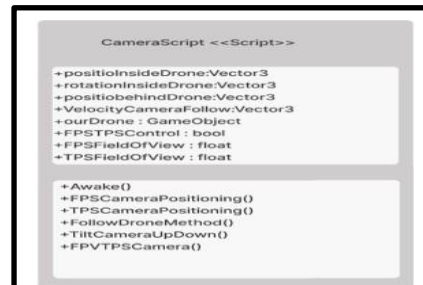 CameraScript <<Script>>
+positioInsideDrone:Vector3
+rotationInsideDrone:Vector3
+positiobehindDrone:Vector3
+VelocityCameraFollow:Vector3
+ourDrone : GameObject
+FPSTPSControl : bool
+FPSFieldOfView : float
+TPSFieldOfView : float
+Awake()
+FPSCameraPositioning()
+TPSCameraPositioning()
+FollowDroneMethod()
+TiltCameraUpDown()
+FPVTPSCamera()